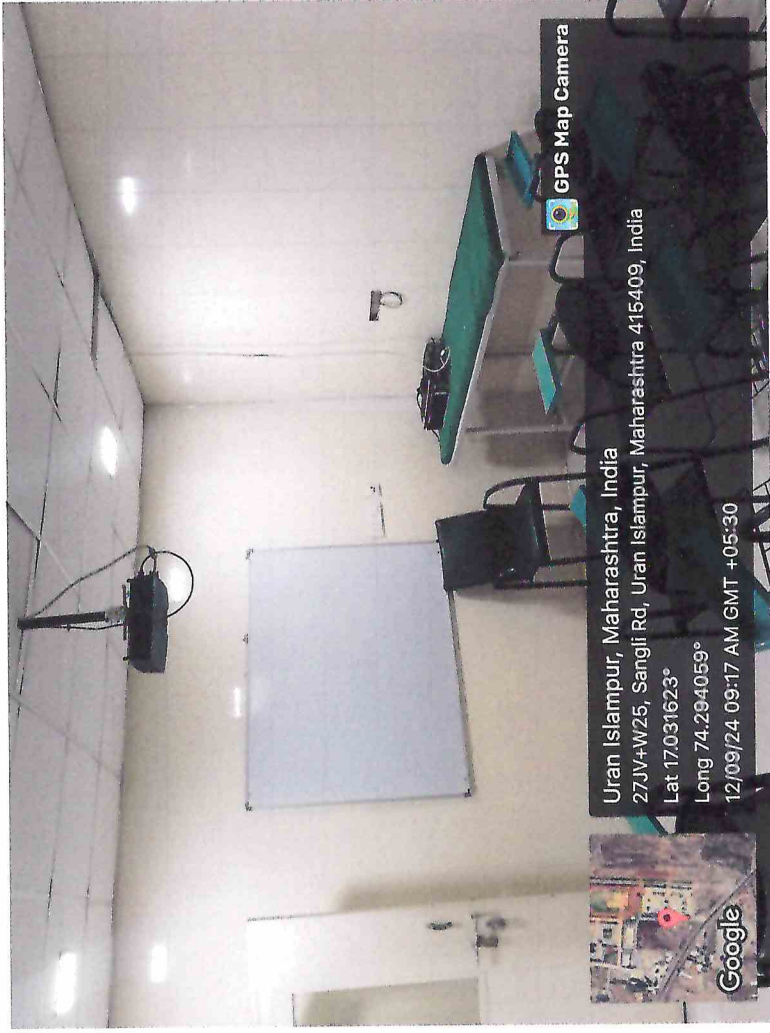 GPS Map Camera
Uran Islampur, Maharashtra, India
27JV+W25, Sangli Rd, Uran Islampur, Maharashtra 415409, India
Lat 17.031623°
Long 74.294059°
12/09/24 09:17 AM GMT +05:30
Google